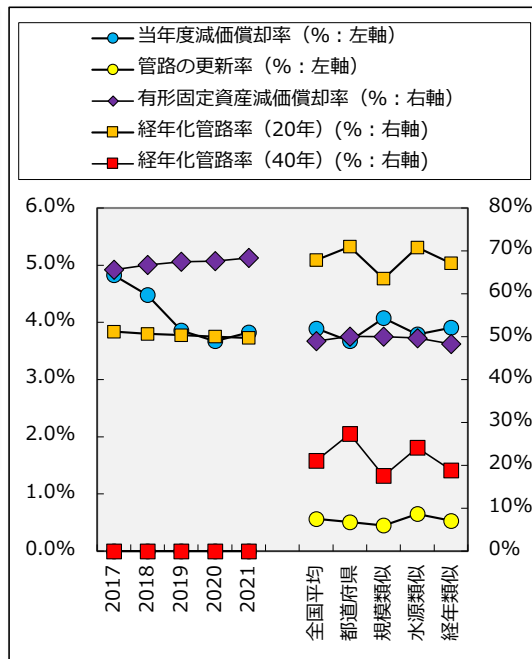 当年度減価償却率（%：左軸）
管路の更新率（%：左軸）
有形固定資産減価償却率（%：右軸）
経年化管路率（20年）(%：右軸)
経年化管路率（40年）(%：右軸)
6.0%
5.0%
4.0%
3.0%
2.0%
1.0%
0.0%
80%
70%
60%
50%
40%
30%
20%
10%
0%
2017
2018
2019
2020
2021
全国平均
都道府県
規模類似
水源類似
経年類似